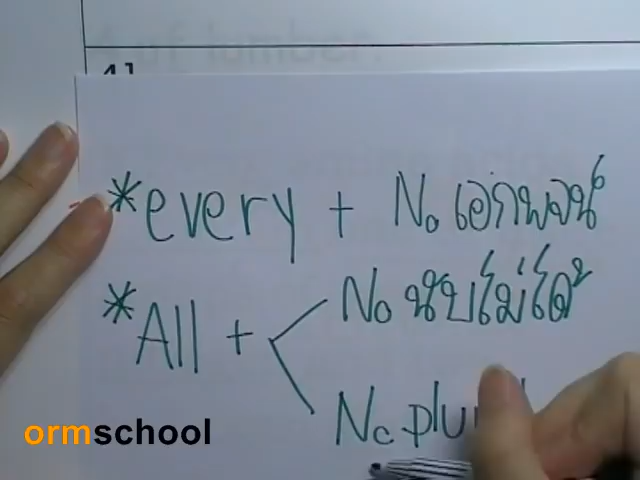 41
*every + No เอกพจน์
*All + No นับไม่ได้
Nc plu
ormschool